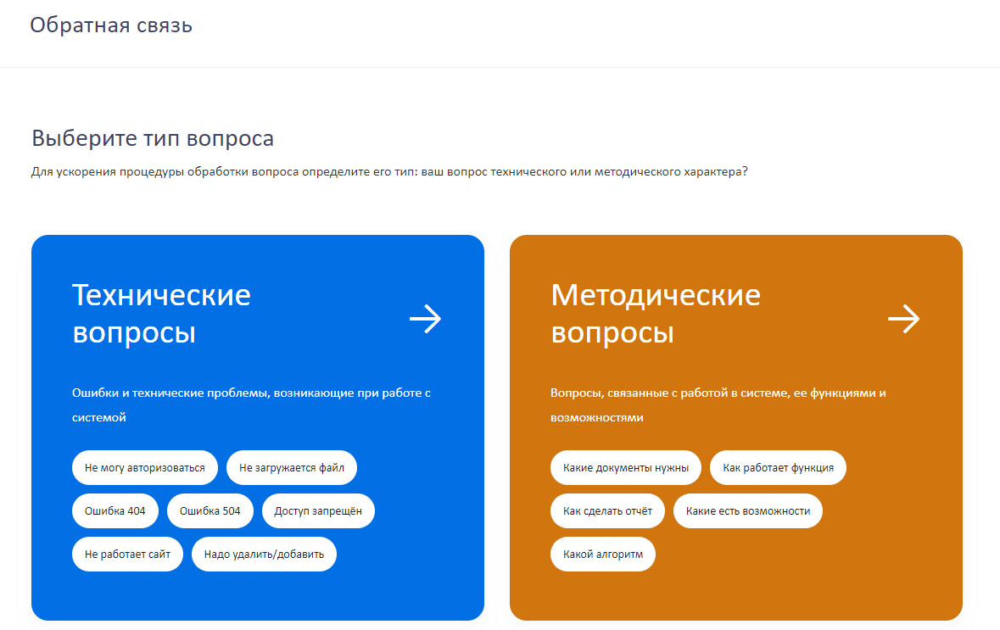 Обратная связь
Выберите тип вопроса
Для ускорения процедуры обработки вопроса определите его тип: ваш вопрос технического или методического характера?
Технические
вопросы
Ошибки и технические проблемы, возникающие при работе с
системой
Не могу авторизоваться
Не загружается файл
Ошибка 404
Ошибка 504
Доступ запрещён
Не работает сайт
Надо удалить/добавить
Методические
вопросы
Вопросы, связанные с работой в системе, ее функциями и
возможностями
Какие документы нужны
Как работает функция
Как сделать отчёт
Какие есть возможности
Какой алгоритм